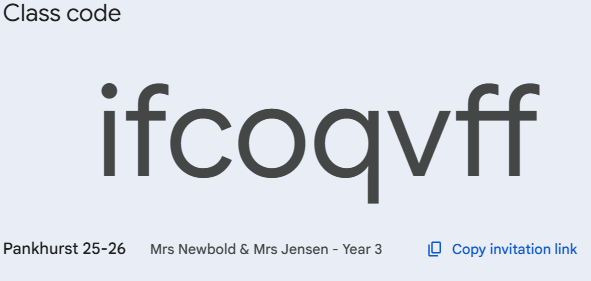 Class code
ifcoqvff
Pankhurst 25-26 Mrs Newbold & Mrs Jensen - Year 3 Copy invitation link